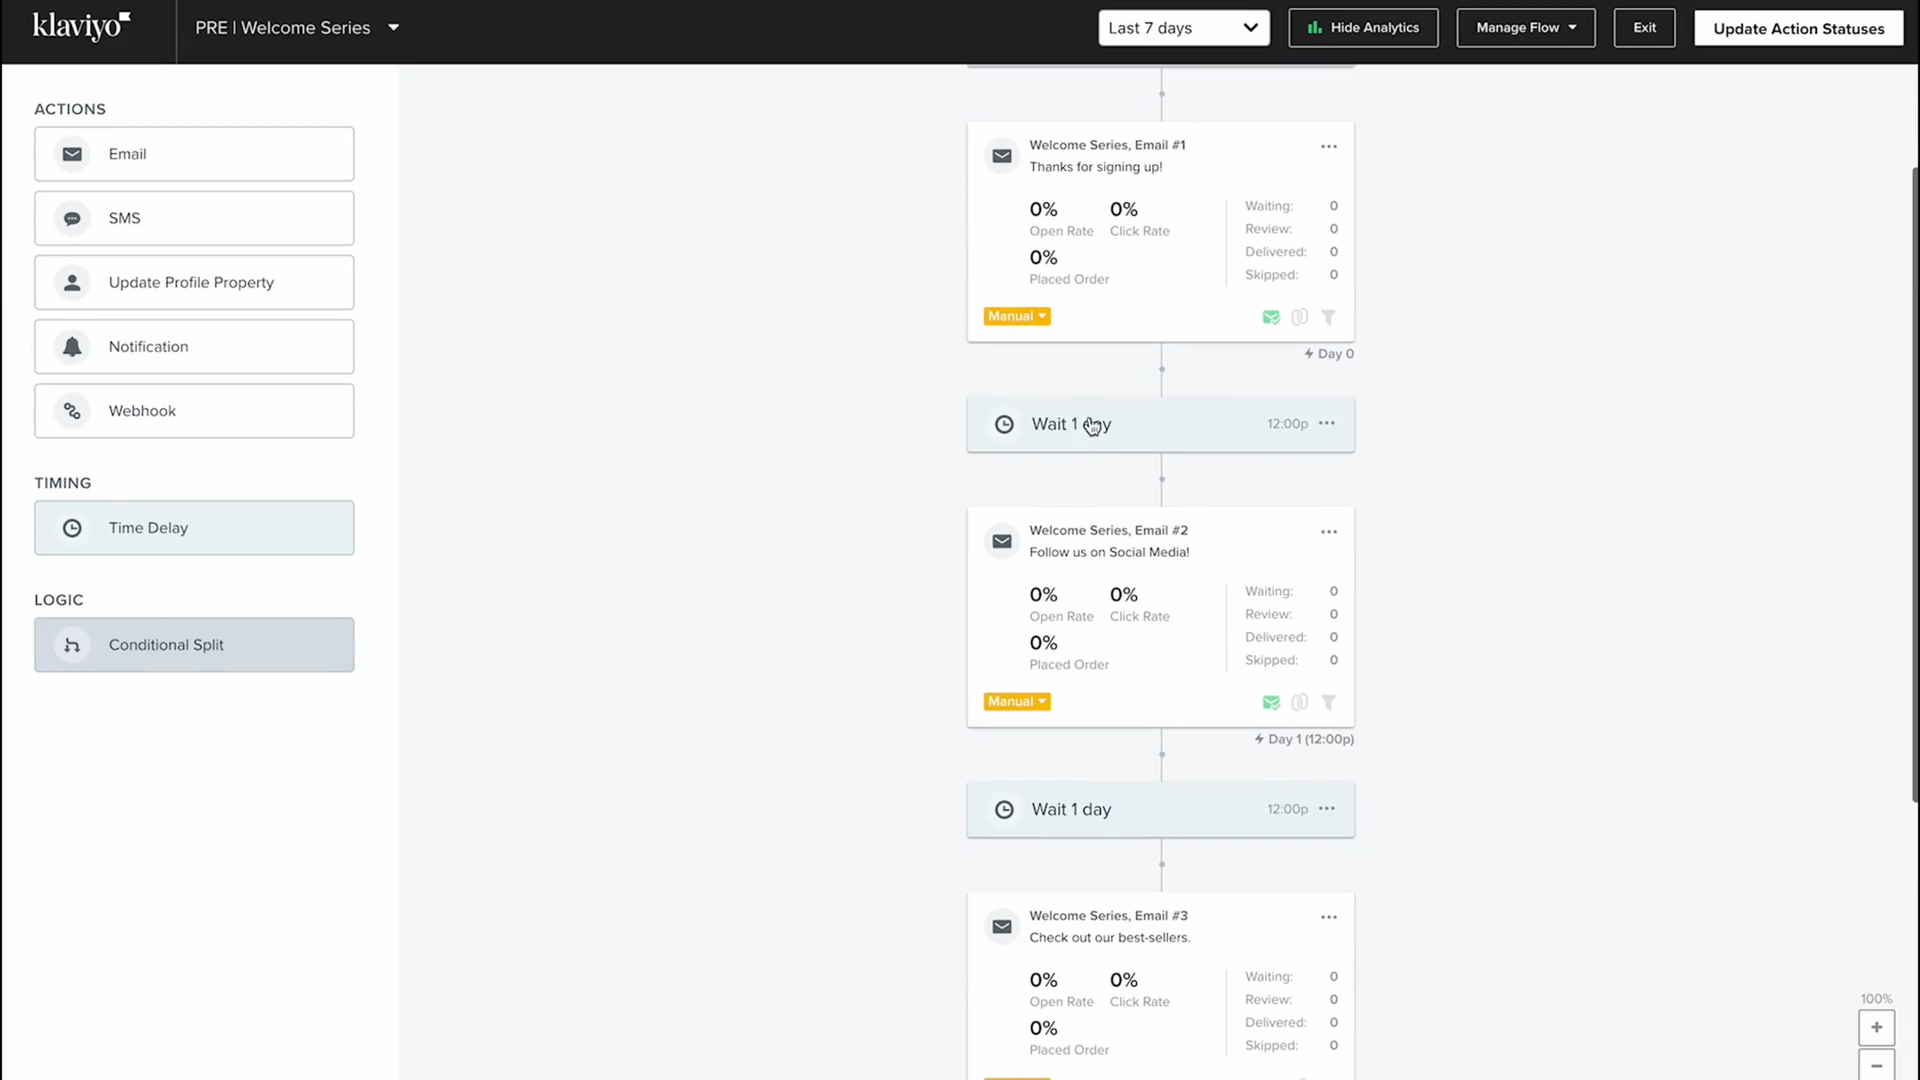 klaviyo
PRE | Welcome Series
Last 7 days
Hide Analytics
Manage Flow
Exit
Update Action Statuses
ACTIONS
Email
SMS
Update Profile Property
Notification
Webhook
TIMING
Time Delay
LOGIC
Conditional Split
Welcome Series, Email #1
Thanks for signing up!
0% 0%
Open Rate Click Rate
0%
Placed Order
Waiting: 0
Review: 0
Delivered: 0
Skipped: 0
Manual
Day 0
Wait 1 day
12:00p
Welcome Series, Email #2
Follow us on Social Media!
0% 0%
Open Rate Click Rate
0%
Placed Order
Waiting: 0
Review: 0
Delivered: 0
Skipped: 0
Manual
Day 1 (12:00p)
Wait 1 day
12:00p
Welcome Series, Email #3
Check out our best-sellers.
0% 0%
Open Rate Click Rate
0%
Placed Order
Waiting: 0
Review: 0
Delivered: 0
Skipped: 0
100%